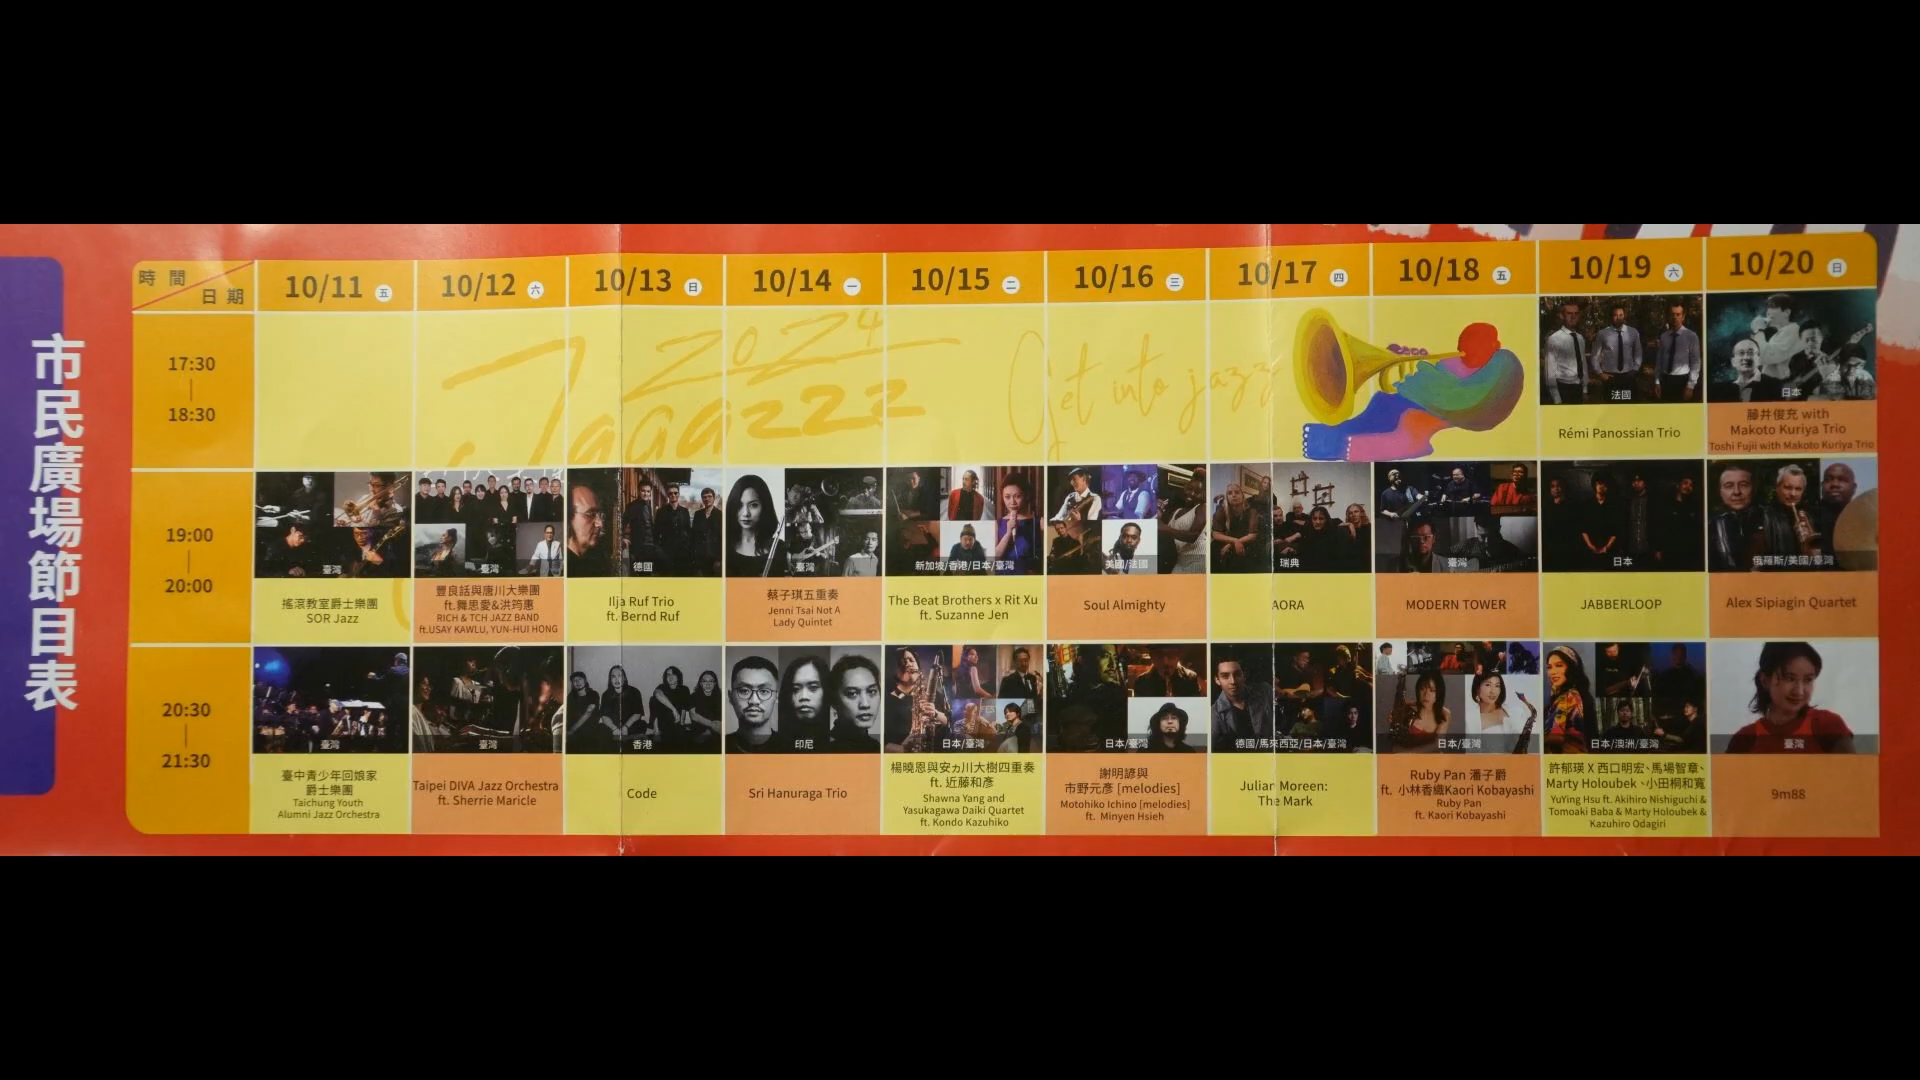 市民廣場節目表
時間
日期
10/11 五
10/12 六
10/13 日
10/14 一
10/15 二
10/16 三
10/17 四
10/18 五
10/19 六
10/20 日
17:30
18:30
2024
Jaaazzz
Get into jazz
法國
Rémi Panossian Trio
日本
藤井俊充 with
Makoto Kuriya Trio
Toshi Fujii with Makoto Kuriya Trio
19:00
20:00
臺灣
搖滾教室爵士樂團
SOR Jazz
臺灣
豐良話與唐川大樂團
ft.舞思愛&洪筠惠
RICH & TCH JAZZ BAND
ft.USAY KAWLU, YUN-HUI HONG
德國
Ilja Ruf Trio
ft. Bernd Ruf
臺灣
蔡子琪五重奏
Jenni Tsai Not A
Lady Quintet
新加坡/香港/日本/臺灣
The Beat Brothers x Rit Xu
ft. Suzanne Jen
美國/法國
Soul Almighty
瑞典
AORA
臺灣
MODERN TOWER
日本
JABBERLOOP
俄羅斯/美國/臺灣
Alex Sipiagin Quartet
20:30
21:30
臺灣
臺中青少年回娘家
爵士樂團
Taichung Youth
Alumni Jazz Orchestra
臺灣
Taipei DIVA Jazz Orchestra
ft. Sherrie Maricle
香港
Code
印尼
Sri Hanuraga Trio
日本/臺灣
楊曉恩與安ヵ川大樹四重奏
ft. 近藤和彥
Shawna Yang and
Yasukagawa Daiki Quartet
ft. Kondo Kazuhiko
日本/臺灣
謝明諺與
市野元彥 [melodies]
Motohiko Ichino [melodies]
ft. Minyen Hsieh
德國/馬來西亞/日本/臺灣
Julian Moreen:
The Mark
日本/臺灣
Ruby Pan 潘子爵
ft. 小林香織Kaori Kobayashi
Ruby Pan
ft. Kaori Kobayashi
日本/澳洲/臺灣
許郁瑛 X 西口明宏、馬場智章、
Marty Holoubek、小田桐和寬
YuYing Hsu ft. Akihiro Nishiguchi &
Tomoaki Baba & Marty Holoubek &
Kazuhiro Odagiri
臺灣
9m88